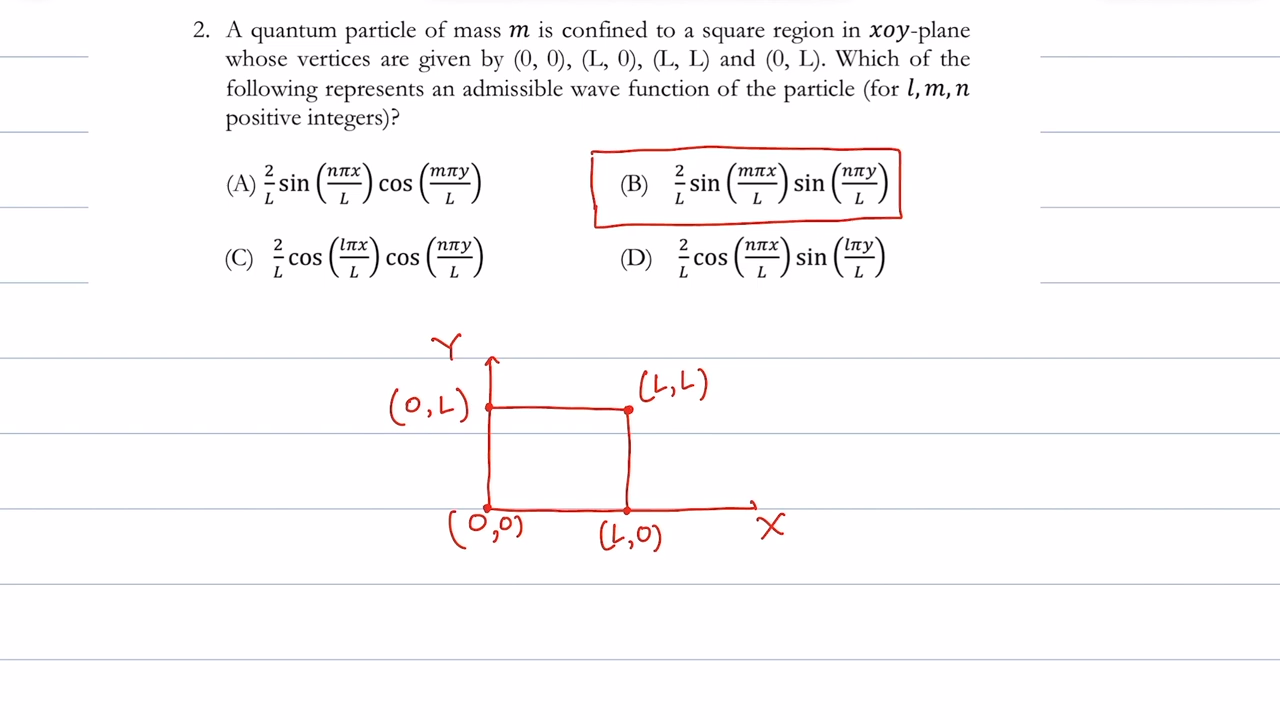 2. A quantum particle of mass m is confined to a square region in xoy-plane
whose vertices are given by (0, 0), (L, 0), (L, L) and (0, L). Which of the
following represents an admissible wave function of the particle (for l, m, n
positive integers)?
(A) 2/L sin (nπx/L) cos (mπy/L)
(B) 2/L sin (mπx/L) sin (nπy/L)
(C) 2/L cos (lπx/L) cos (nπy/L)
(D) 2/L cos (nπx/L) sin (lπy/L)
Y
(0,L)
(L,L)
(0,0)
(L,0)
X